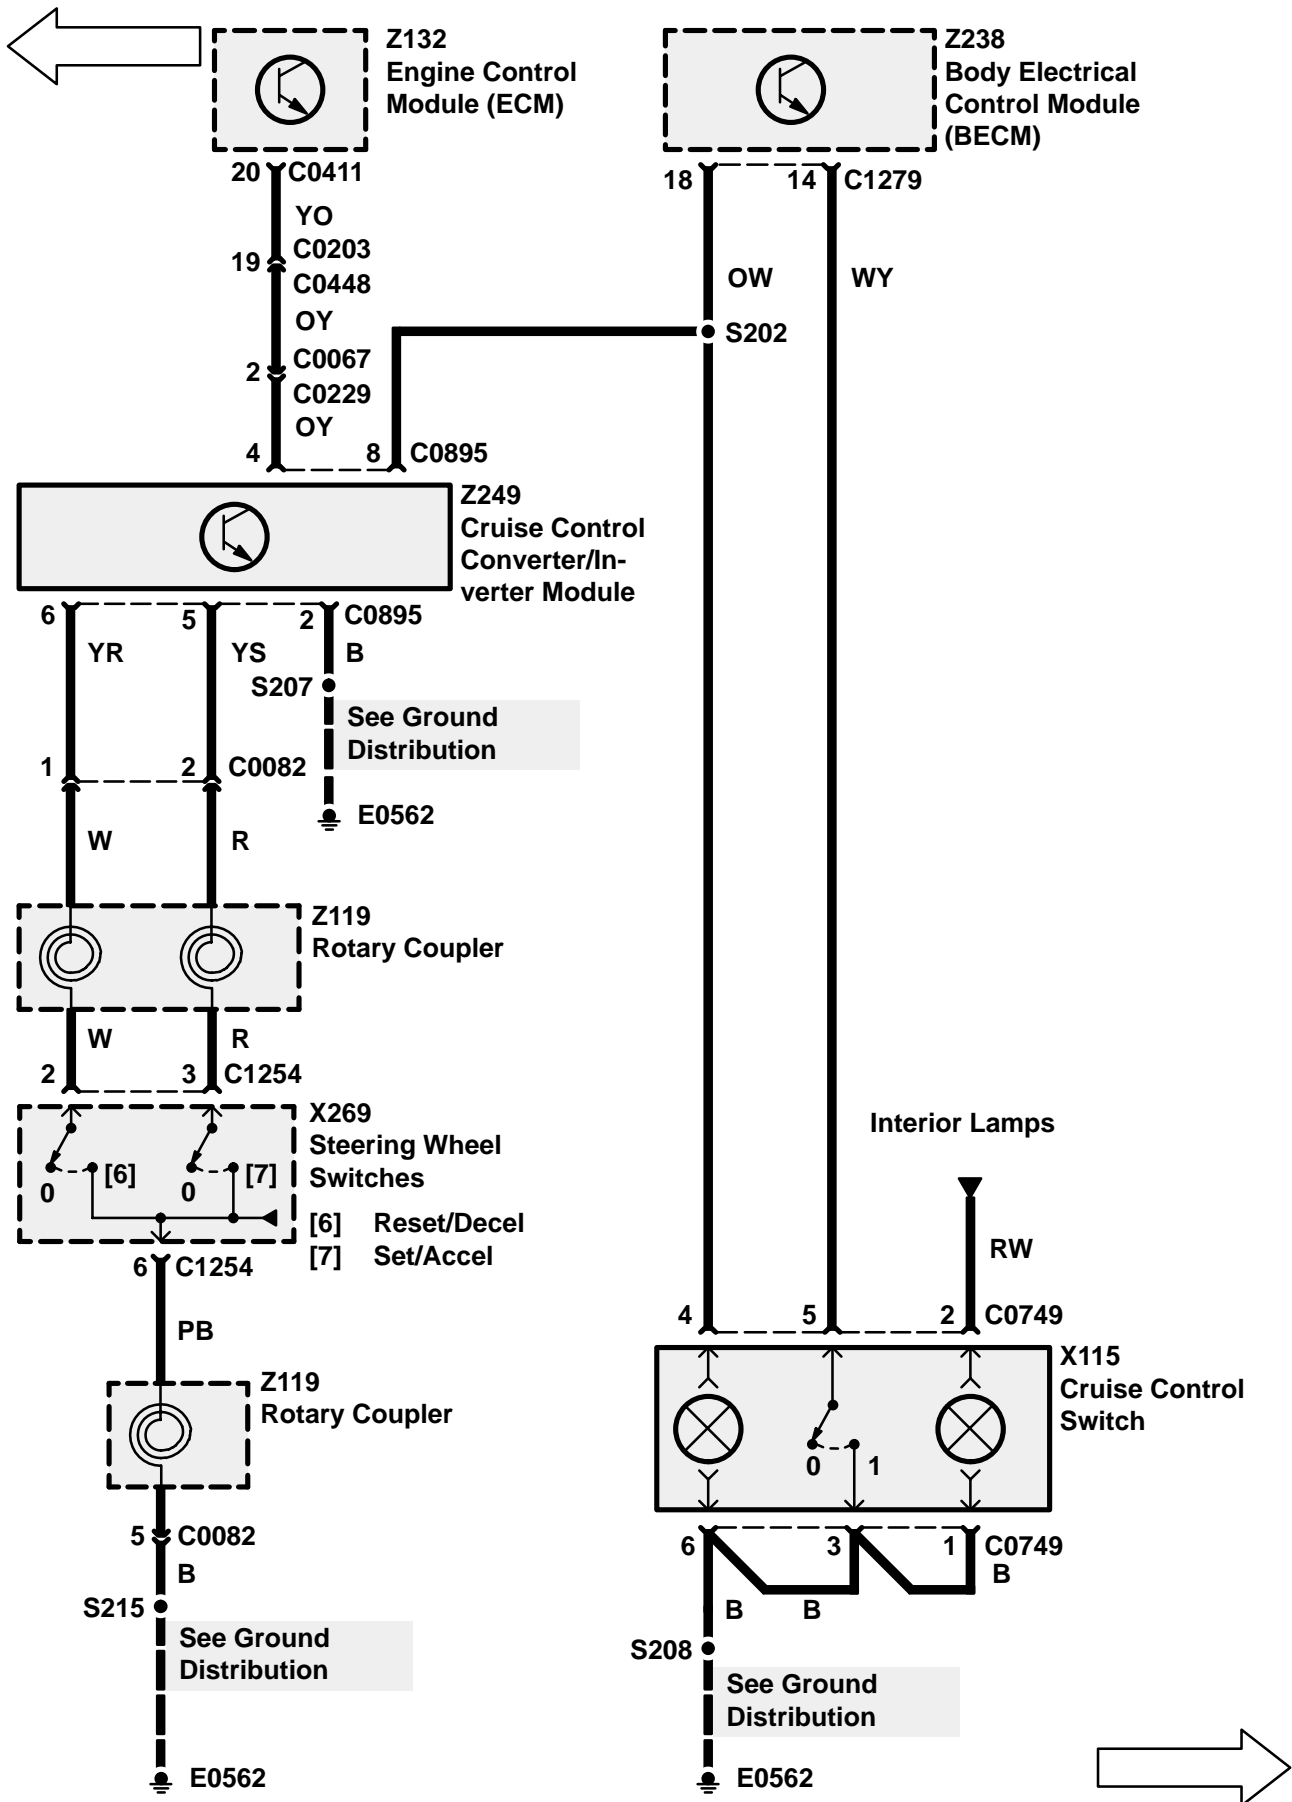 Z132
Engine Control
Module (ECM)
Z238
Body Electrical
Control Module
(BECM)
20 C0411
18 14 C1279
YO
C0203
19
C0448
OW WY
OY
S202
C0067
2
C0229
OY
4 8 C0895
Z249
Cruise Control
Converter/In-
verter Module
6 5 2 C0895
YR YS B
S207
See Ground
Distribution
1 2 C0082
E0562
W R
Z119
Rotary Coupler
W R
2 3 C1254
X269
Steering Wheel
Switches
[6] [7]
0 0
[6] Reset/Decel
[7] Set/Accel
Interior Lamps
6 C1254
RW
PB
4 5 2 C0749
Z119
Rotary Coupler
X115
Cruise Control
Switch
0 1
5 C0082
6 3 1 C0749
B
B
S215
B B
See Ground
Distribution
S208
See Ground
Distribution
E0562
E0562